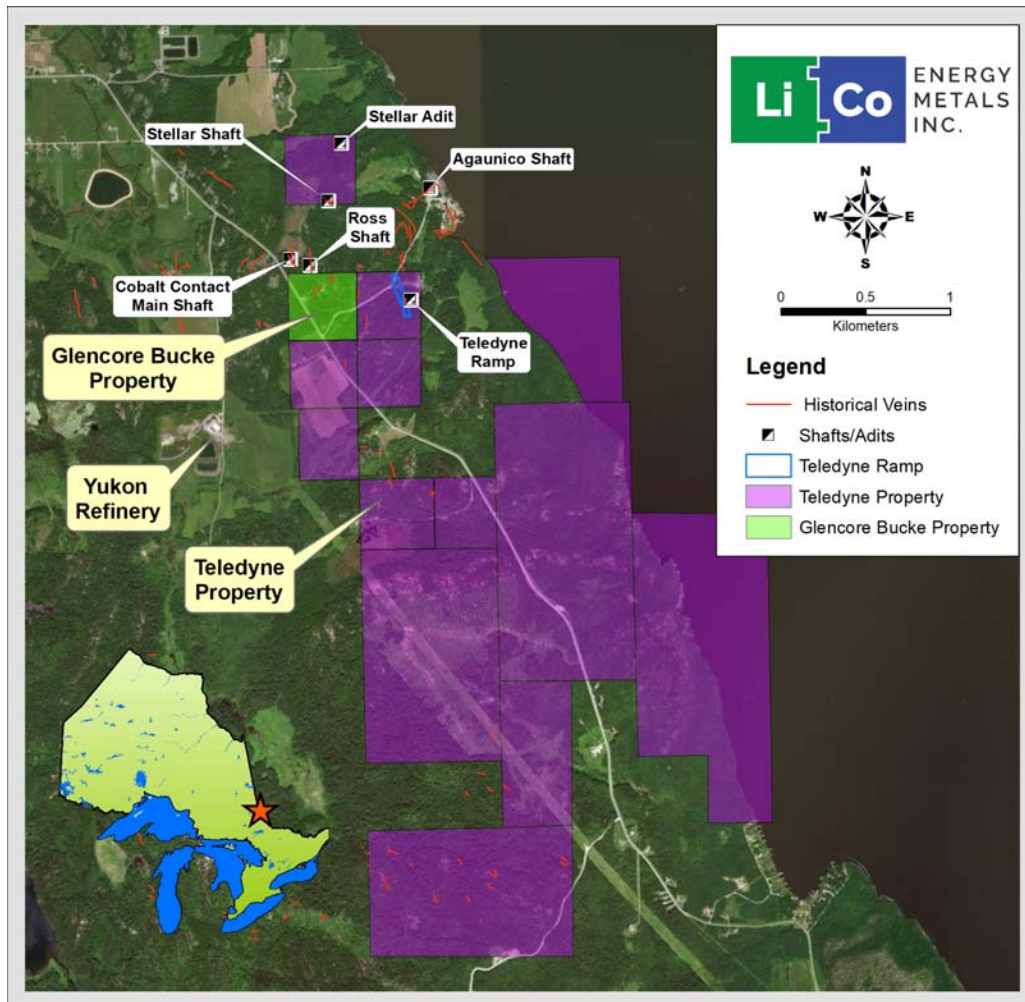 Li Co
ENERGY
METALS
INC.
N
W E
S
0 0.5 1
Kilometers
Legend
Historical Veins
Shafts/Adits
Teledyne Ramp
Teledyne Property
Glencore Bucke Property
Stellar Adit
Stellar Shaft
Agaunico Shaft
Ross
Shaft
Cobalt Contact
Main Shaft
Glencore Bucke
Property
Teledyne
Ramp
Yukon
Refinery
Teledyne
Property